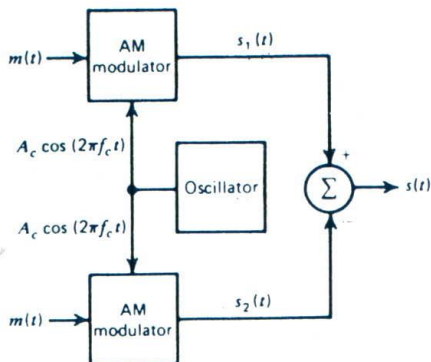 AM
modulator
m(t)
s₁(t)
A_c cos (2πf_c t)
Oscillator
+
Σ
s(t)
−
A_c cos (2πf_c t)
AM
modulator
m(t)
s₂(t)